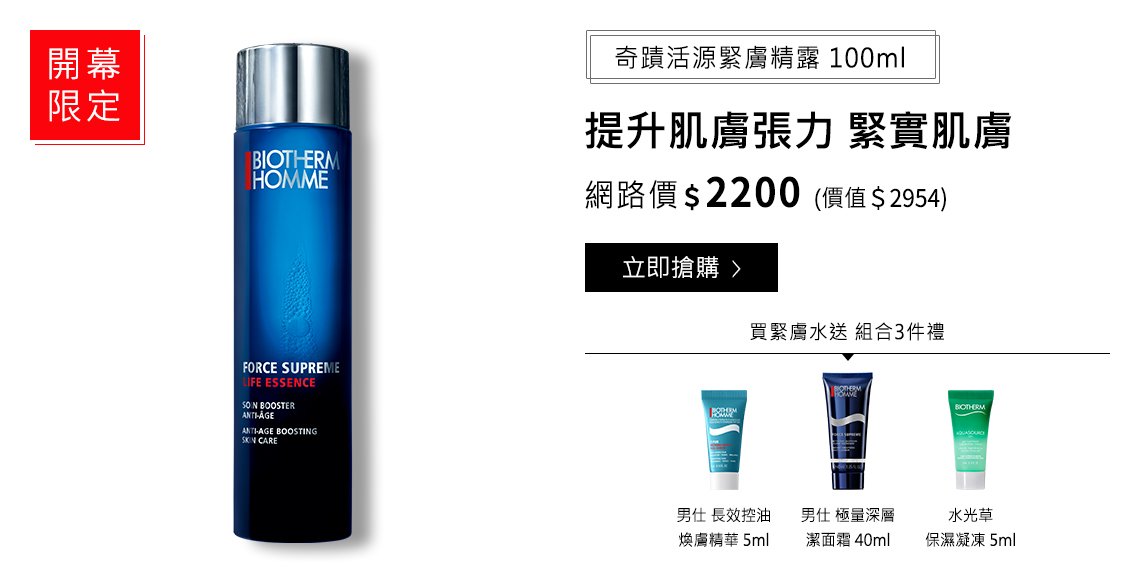 開幕
限定
BIOTHERM
HOMME
FORCE SUPREME
LIFE ESSENCE
SOIN BOOSTER
ANTI-ÂGE
ANTI-AGE BOOSTING
SKIN CARE
奇蹟活源緊膚精露 100ml
提升肌膚張力 緊實肌膚
網路價 $ 2200 (價值 $ 2954)
立即搶購 >
買緊膚水送 組合3件禮
BIOTHERM
HOMME
BIOTHERM
HOMME
FORCE SUPREME
BIOTHERM
AQUASOURCE
男仕 長效控油
煥膚精華 5ml
男仕 極量深層
潔面霜 40ml
水光草
保濕凝凍 5ml